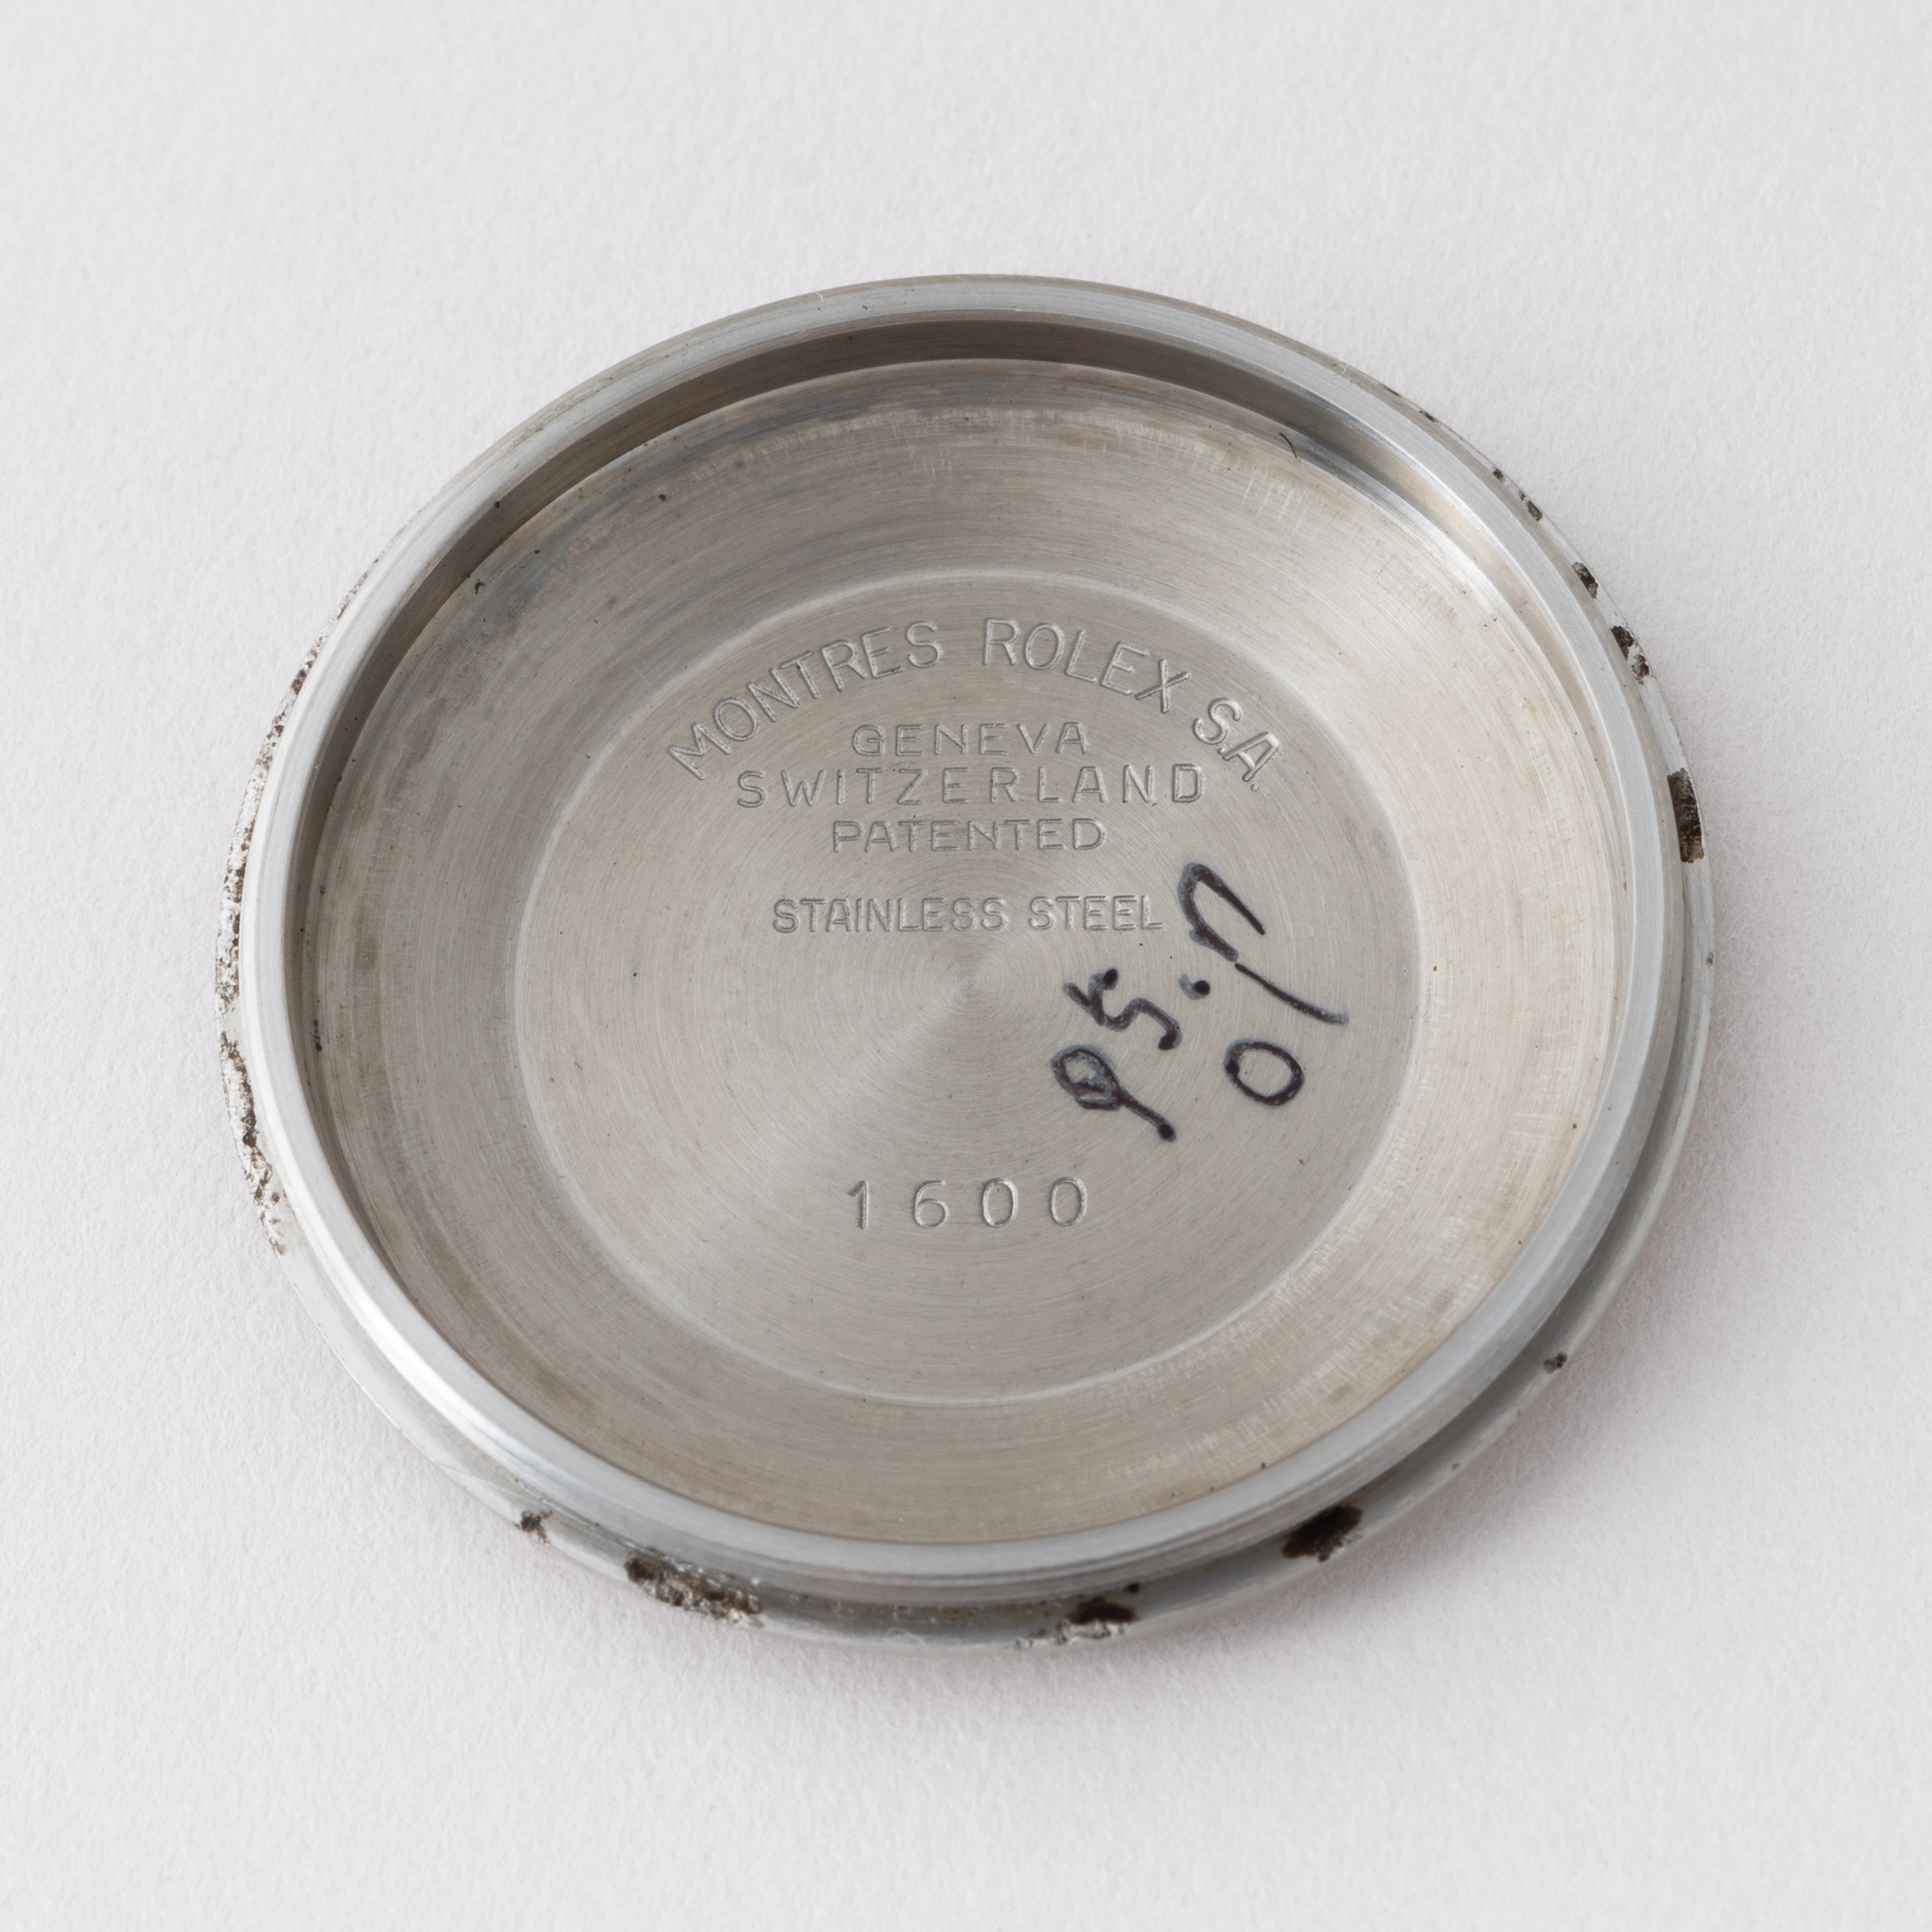 MONTRES ROLEX S.A.
GENEVA
SWITZERLAND
PATENTED
STAINLESS STEEL
1600